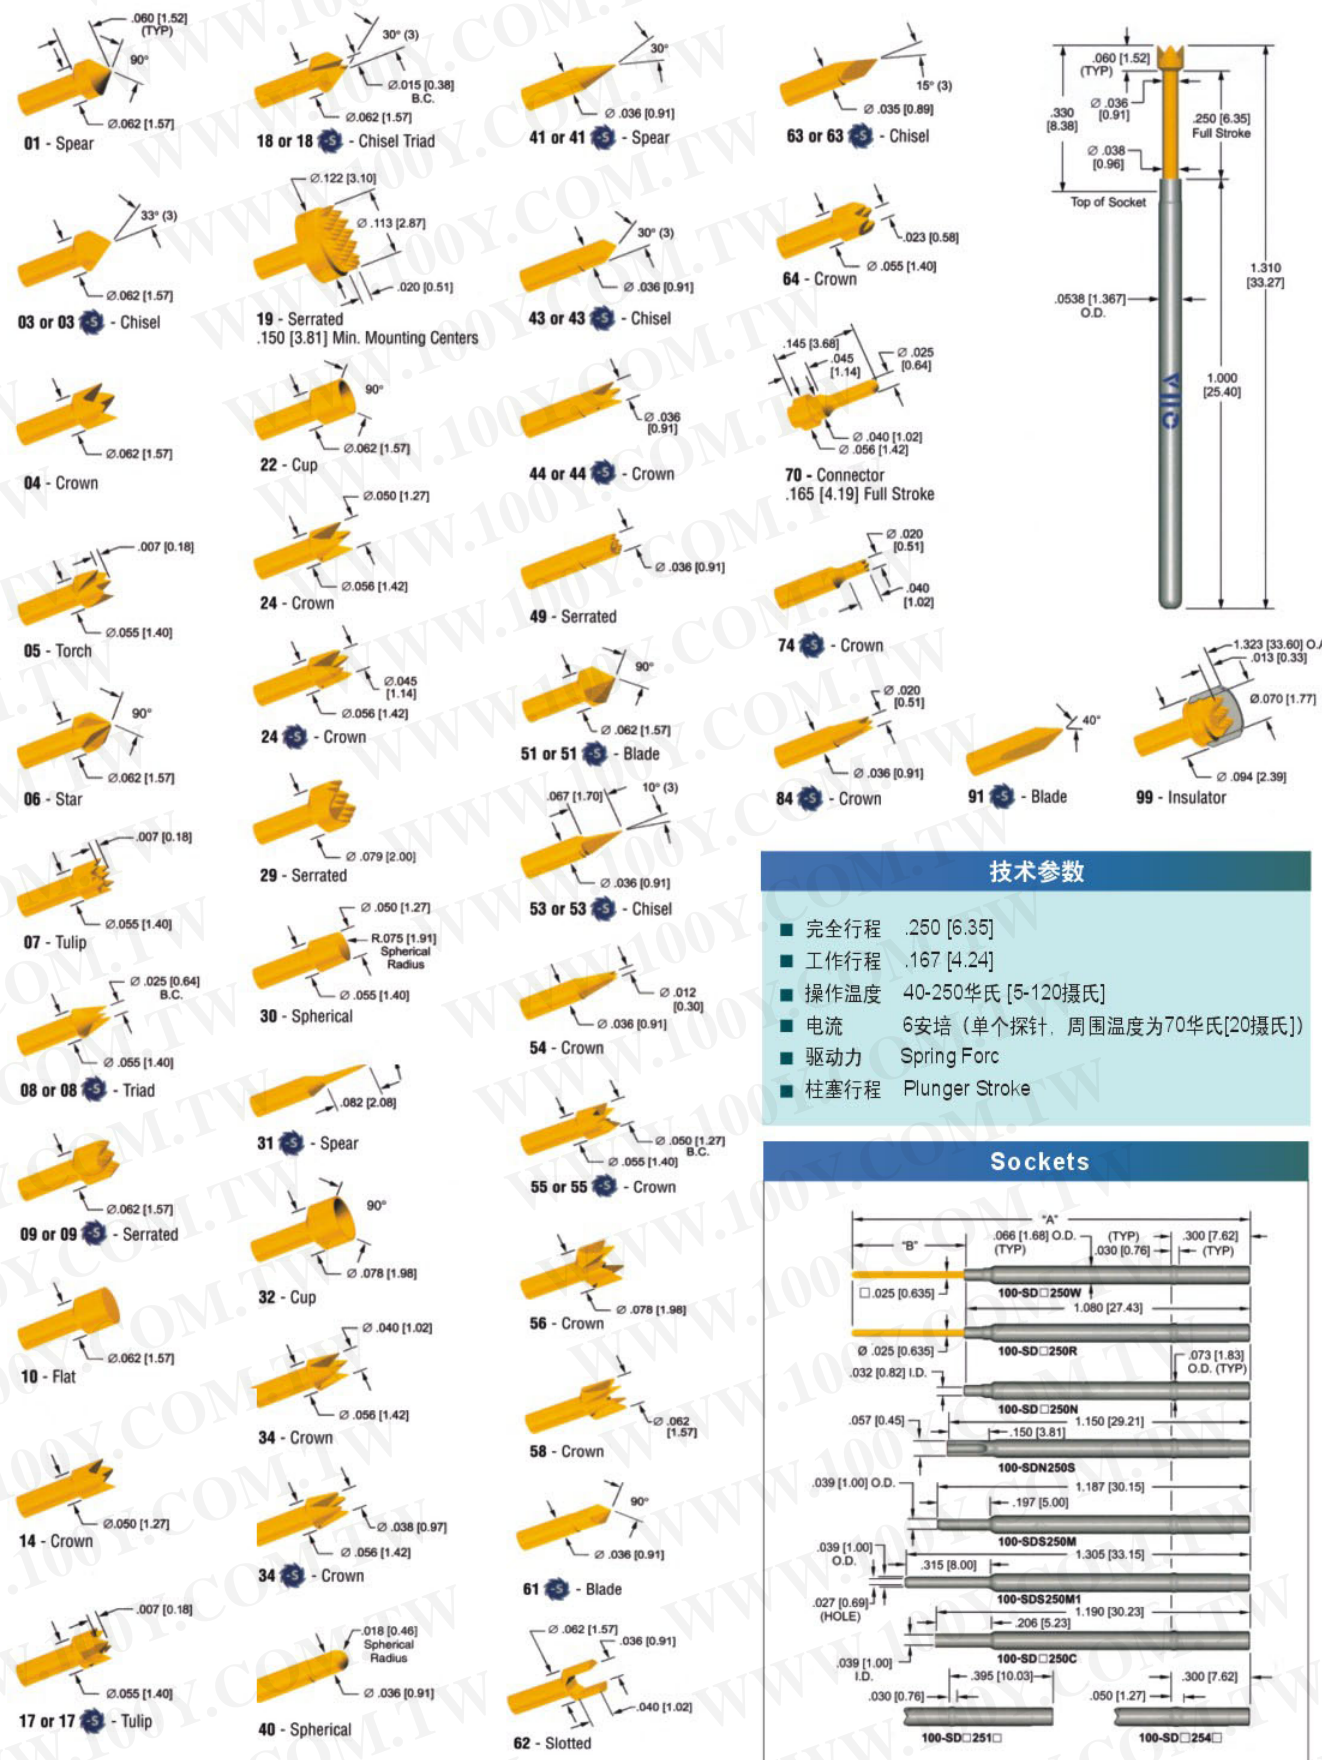 .060 [1.52]
(TYP)
90°
Ø.062 [1.57]
01 - Spear
33° (3)
Ø.062 [1.57]
03 or 03 -S - Chisel
Ø.062 [1.57]
04 - Crown
.007 [0.18]
Ø.055 [1.40]
05 - Torch
90°
Ø.062 [1.57]
06 - Star
.007 [0.18]
Ø.055 [1.40]
07 - Tulip
Ø .025 [0.64]
B.C.
Ø.055 [1.40]
08 or 08 -S - Triad
Ø.062 [1.57]
09 or 09 -S - Serrated
Ø.062 [1.57]
10 - Flat
Ø.050 [1.27]
14 - Crown
.007 [0.18]
Ø.055 [1.40]
17 or 17 -S - Tulip
30° (3)
Ø.015 [0.38]
B.C.
Ø.062 [1.57]
18 or 18 -S - Chisel Triad
Ø.122 [3.10]
Ø .113 [2.87]
.020 [0.51]
19 - Serrated
.150 [3.81] Min. Mounting Centers
90°
Ø.062 [1.57]
22 - Cup
Ø.050 [1.27]
Ø.056 [1.42]
24 - Crown
Ø.045
[1.14]
Ø.056 [1.42]
24 -S - Crown
Ø .079 [2.00]
29 - Serrated
Ø .050 [1.27]
R.075 [1.91]
Spherical
Radius
Ø .055 [1.40]
30 - Spherical
.082 [2.08]
31 -S - Spear
90°
Ø .078 [1.98]
32 - Cup
Ø .040 [1.02]
Ø .056 [1.42]
34 - Crown
Ø .038 [0.97]
Ø .056 [1.42]
34 -S - Crown
.018 [0.46]
Spherical
Radius
Ø .036 [0.91]
40 - Spherical
30°
Ø .036 [0.91]
41 or 41 -S - Spear
30° (3)
Ø .036 [0.91]
43 or 43 -S - Chisel
Ø .036
[0.91]
44 or 44 -S - Crown
Ø .036 [0.91]
49 - Serrated
90°
Ø .062 [1.57]
51 or 51 -S - Blade
.067 [1.70]
10° (3)
Ø .036 [0.91]
53 or 53 -S - Chisel
Ø .012
[0.30]
Ø .036 [0.91]
54 - Crown
Ø .050 [1.27]
B.C.
Ø .055 [1.40]
55 or 55 -S - Crown
Ø .078 [1.98]
56 - Crown
Ø .062
[1.57]
58 - Crown
90°
Ø .036 [0.91]
61 -S - Blade
Ø .062 [1.57]
.036 [0.91]
.040 [1.02]
62 - Slotted
15° (3)
Ø .035 [0.89]
63 or 63 -S - Chisel
.023 [0.58]
Ø .055 [1.40]
64 - Crown
.145 [3.68]
.045
[1.14]
Ø .025
[0.64]
Ø .040 [1.02]
Ø .056 [1.42]
70 - Connector
.165 [4.19] Full Stroke
Ø .020
[0.51]
.040
[1.02]
74 -S - Crown
Ø .020
[0.51]
Ø .036 [0.91]
84 -S - Crown
40°
91 -S - Blade
1.323 [33.60] O.A
.013 [0.33]
Ø.070 [1.77]
Ø .094 [2.39]
99 - Insulator
.060 [1.52]
(TYP)
Ø .036
[0.91]
.330
[8.38]
.250 [6.35]
Full Stroke
Ø .038
[0.96]
Top of Socket
1.310
[33.27]
.0538 [1.367]
O.D.
1.000
[25.40]
技术参数
■ 完全行程 .250 [6.35]
■ 工作行程 .167 [4.24]
■ 操作温度 40-250华氏 [5-120摄氏]
■ 电流 6安培（单个探针，周围温度为70华氏[20摄氏]）
■ 驱动力 Spring Forc
■ 柱塞行程 Plunger Stroke
Sockets
"A"
"B"
.066 [1.68] O.D.
(TYP)
(TYP)
.030 [0.76]
.300 [7.62]
(TYP)
□ .025 [0.635]
100-SD□250W
1.080 [27.43]
Ø .025 [0.635]
100-SD□250R
.073 [1.83]
O.D. (TYP)
.032 [0.82] I.D.
100-SD□250N
.057 [0.45]
1.150 [29.21]
.150 [3.81]
100-SDN250S
.039 [1.00] O.D.
1.187 [30.15]
.197 [5.00]
100-SDS250M
.039 [1.00]
O.D.
1.305 [33.15]
.315 [8.00]
.027 [0.69]
(HOLE)
100-SDS250M1
1.190 [30.23]
.206 [5.23]
100-SD□250C
.039 [1.00]
I.D.
.395 [10.03]
.030 [0.76]
100-SD□251□
.300 [7.62]
.050 [1.27]
100-SD□254□
WWW.100Y.COM.TW